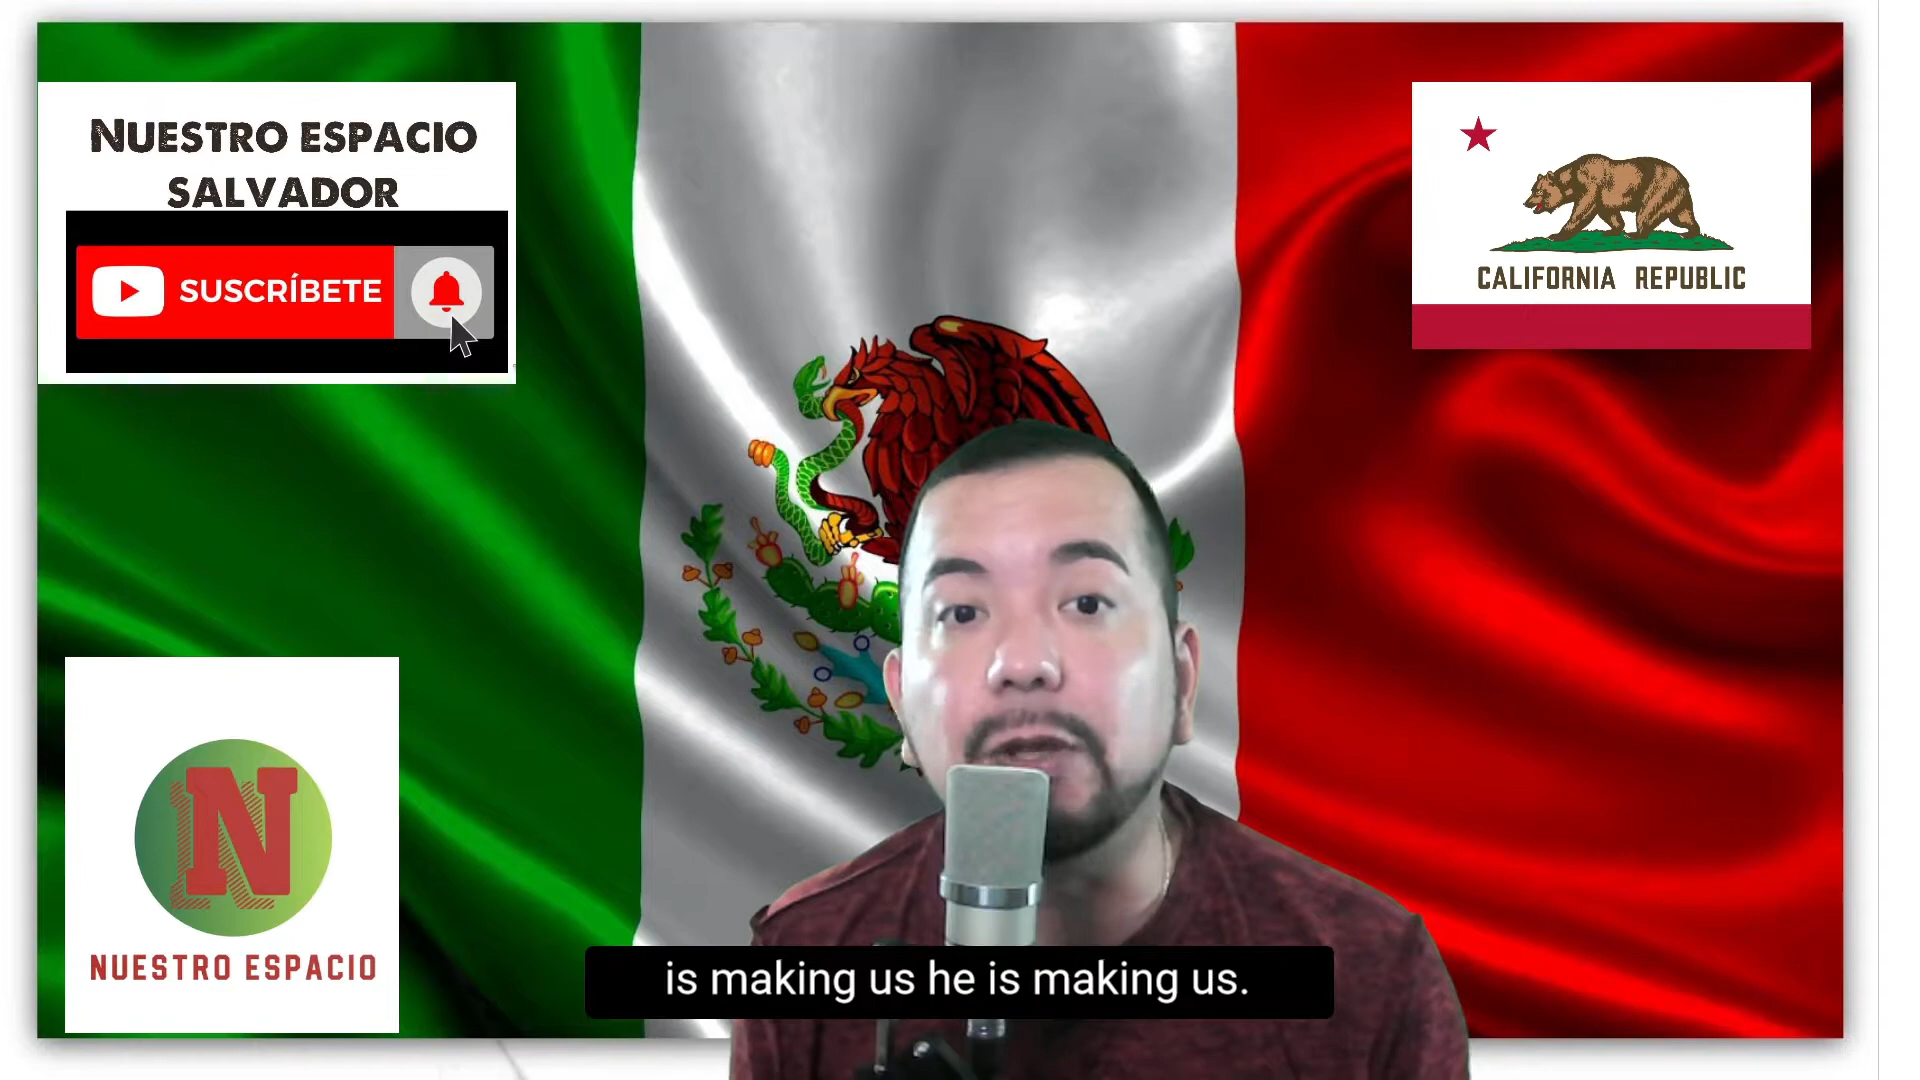 NUESTRO ESPACIO
SALVADOR
SUSCRÍBETE
CALIFORNIA REPUBLIC
N
NUESTRO ESPACIO
is making us he is making us.